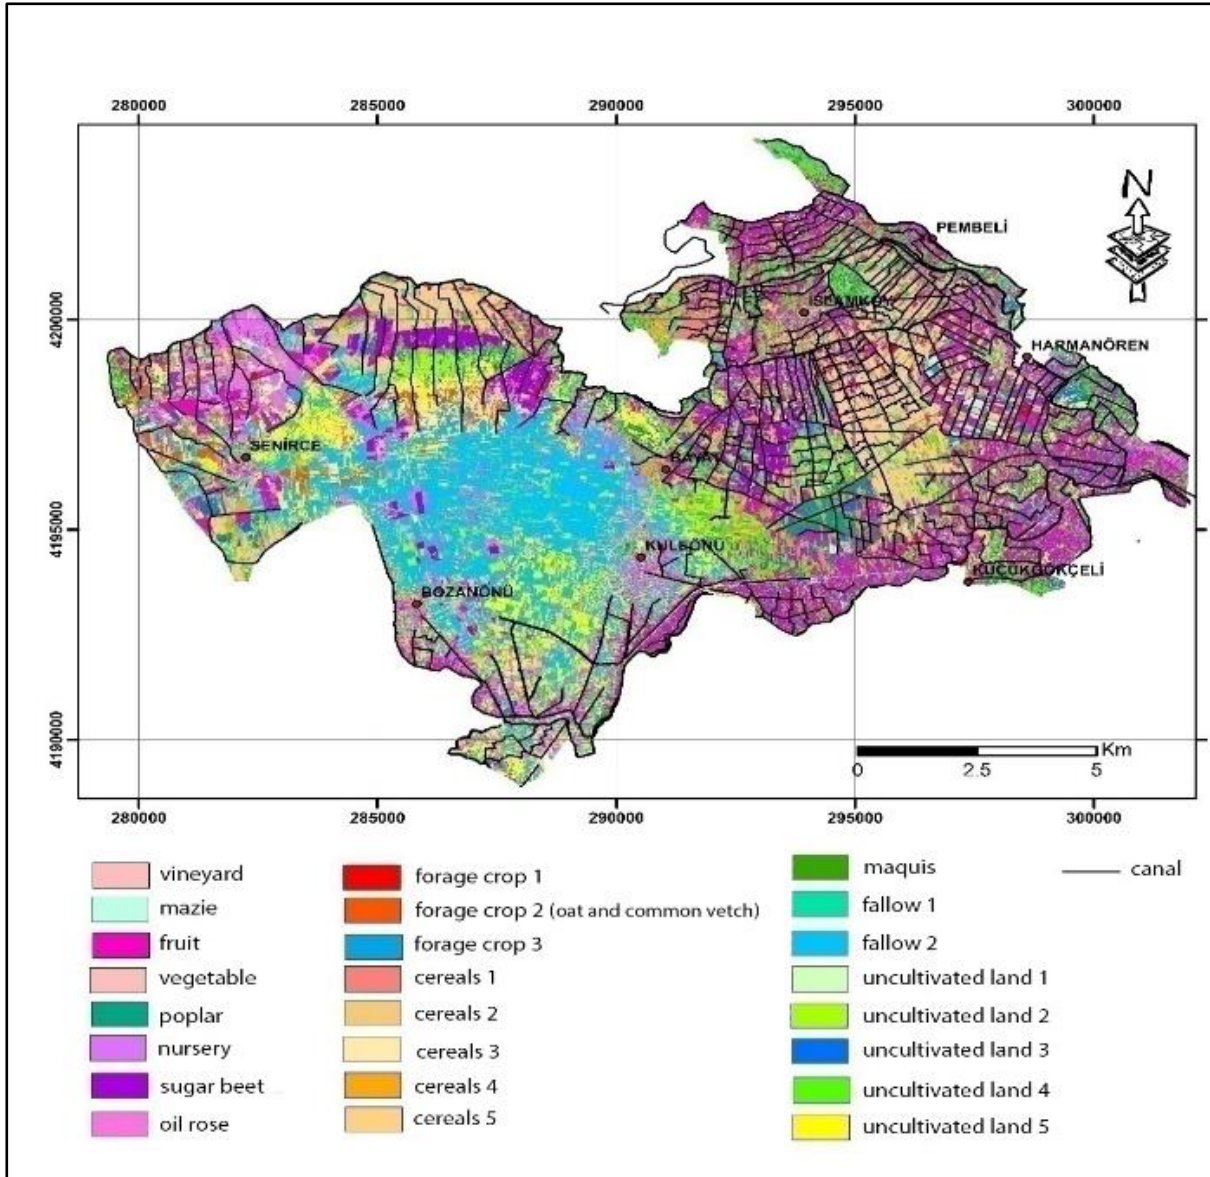 280000 285000 290000 295000 300000
N
PEMBELİ
4200000 4200000
İSLAMKÖY
HARMANÖREN
SENİRCE
4195000 4195000
KULEÖNÜ
KÜÇÜKGÖKÇELİ
BOZANÖNÜ
4190000 4190000
Km
0 2.5 5
280000 285000 290000 295000 300000
vineyard
mazie
fruit
vegetable
poplar
nursery
sugar beet
oil rose
forage crop 1
forage crop 2 (oat and common vetch)
forage crop 3
cereals 1
cereals 2
cereals 3
cereals 4
cereals 5
maquis
fallow 1
fallow 2
uncultivated land 1
uncultivated land 2
uncultivated land 3
uncultivated land 4
uncultivated land 5
canal